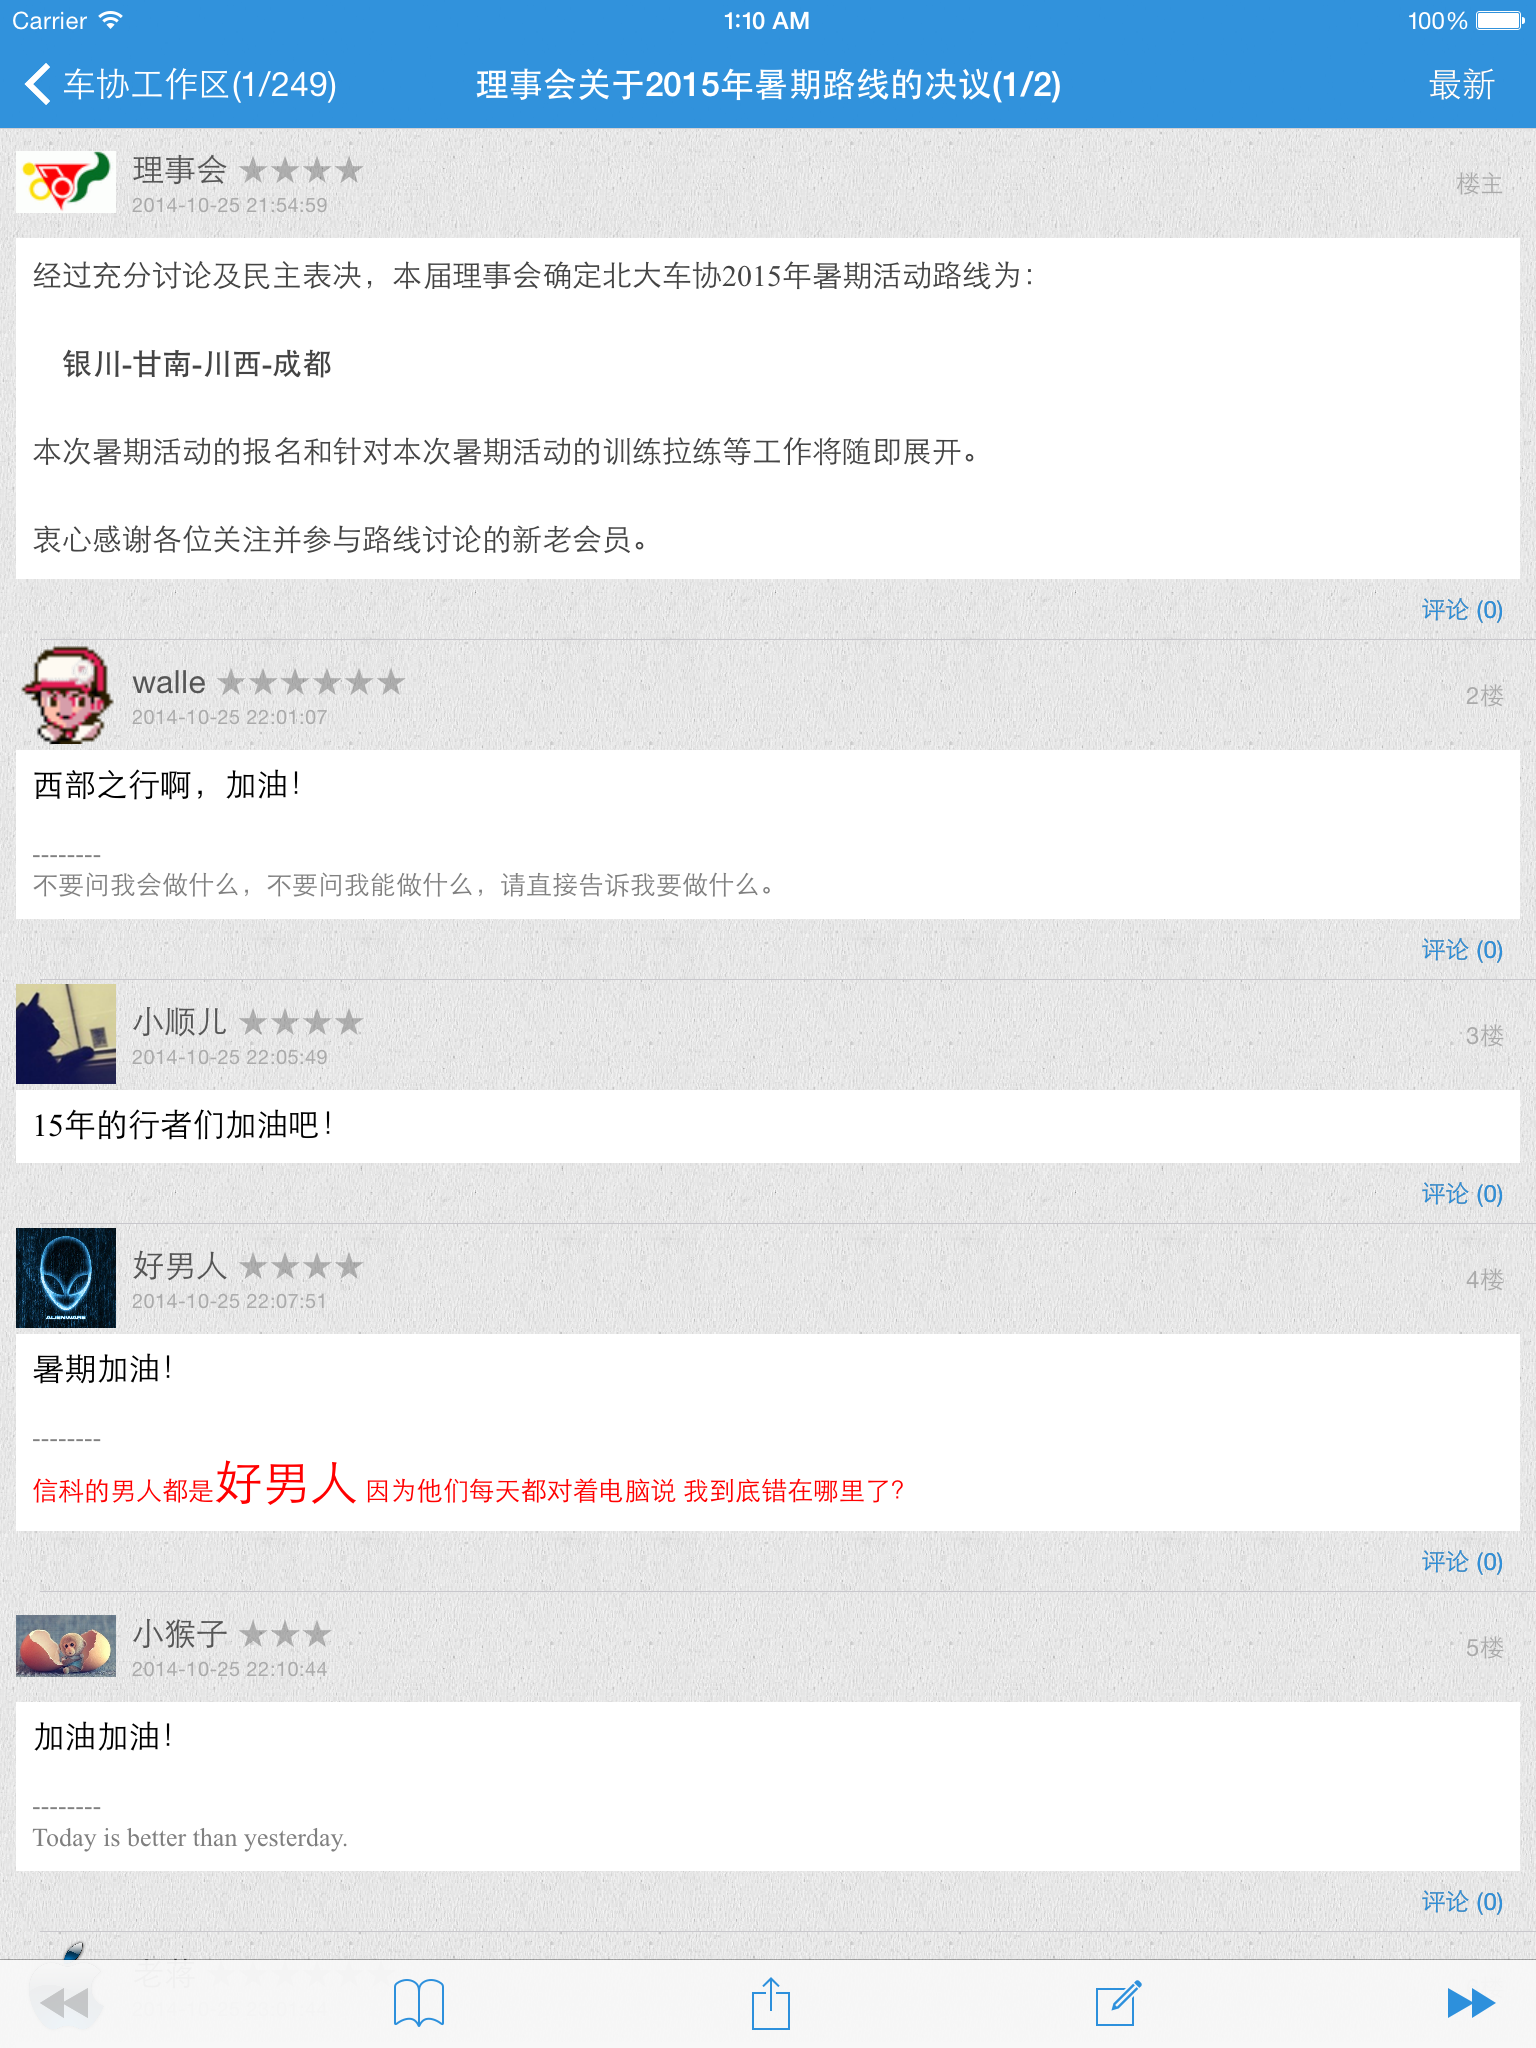 Carrier 1:10 AM 100%
车协工作区(1/249) 理事会关于2015年暑期路线的决议(1/2) 最新
理事会 ★★★★
2014-10-25 21:54:59
楼主
经过充分讨论及民主表决，本届理事会确定北大车协2015年暑期活动路线为：
银川-甘南-川西-成都
本次暑期活动的报名和针对本次暑期活动的训练拉练等工作将随即展开。
衷心感谢各位关注并参与路线讨论的新老会员。
评论 (0)
walle ★★★★★★
2014-10-25 22:01:07
2楼
西部之行啊，加油！
--------
不要问我会做什么，不要问我能做什么，请直接告诉我要做什么。
评论 (0)
小顺儿 ★★★★
2014-10-25 22:05:49
3楼
15年的行者们加油吧！
评论 (0)
ALIENWARE
好男人 ★★★★
2014-10-25 22:07:51
4楼
暑期加油！
--------
信科的男人都是好男人 因为他们每天都对着电脑说 我到底错在哪里了？
评论 (0)
小猴子 ★★★
2014-10-25 22:10:44
5楼
加油加油！
--------
Today is better than yesterday.
评论 (0)